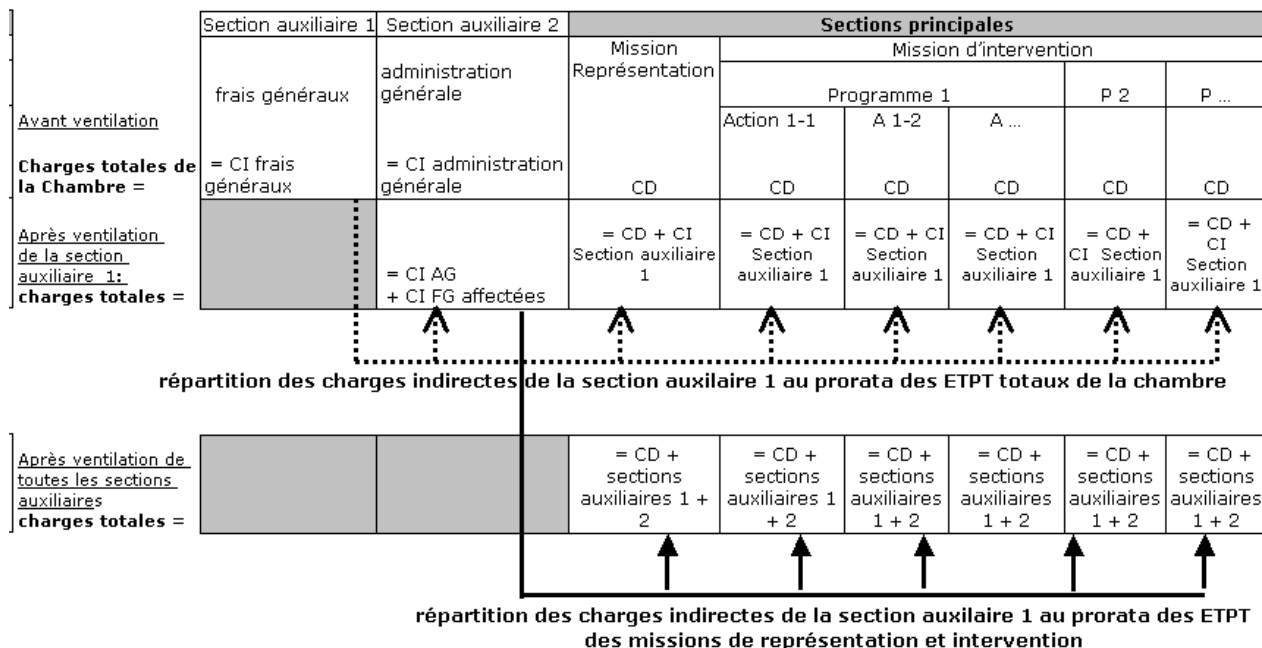 Section auxiliaire 1 Section auxiliaire 2 Sections principales
Mission Représentation
Mission d'intervention
frais généraux
administration générale
Programme 1 P 2 P ...
Avant ventilation
Action 1-1 A 1-2 A ...
Charges totales de la Chambre =
= CI frais généraux
= CI administration générale
CD CD CD CD CD CD
Après ventilation
de la section
auxiliaire 1:
charges totales =
= CI AG
+ CI FG affectées
= CD + CI
Section auxiliaire
1
= CD + CI
Section
auxiliaire 1
= CD + CI
Section
auxiliaire 1
= CD + CI
Section
auxiliaire 1
= CD +
CI Section
auxiliaire 1
= CD +
CI
Section
auxiliaire 1
répartition des charges indirectes de la section auxilaire 1 au prorata des ETPT totaux de la chambre
Après ventilation de
toutes les sections
auxiliaires
charges totales =
= CD +
sections
auxiliaires 1 +
2
= CD +
sections
auxiliaires 1
+ 2
= CD +
sections
auxiliaires
1 + 2
= CD +
sections
auxiliaires
1 + 2
= CD +
sections
auxiliaires
1 + 2
= CD +
sections
auxiliaires
1 + 2
répartition des charges indirectes de la section auxilaire 1 au prorata des ETPT
des missions de représentation et intervention